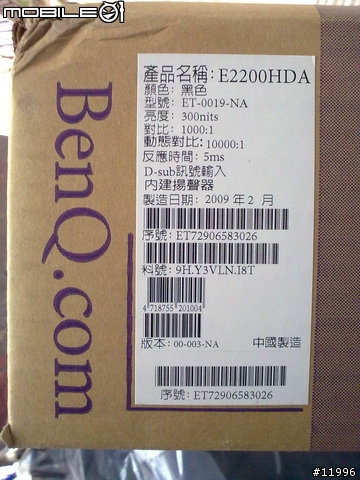 MOBILE01
BenQ.com
產品名稱: E2200HDA
顏色: 黑色
型號: ET-0019-NA
亮度: 300nits
對比: 1000:1
動態對比: 10000:1
反應時間: 5ms
D-sub訊號輸入
內建揚聲器
製造日期: 2009 年 2 月
序號: ET72906583026
料號: 9H.Y3VLN.I8T
4 718755 201004
版本: 00-003-NA 中國製造
序號: ET72906583026
#11996